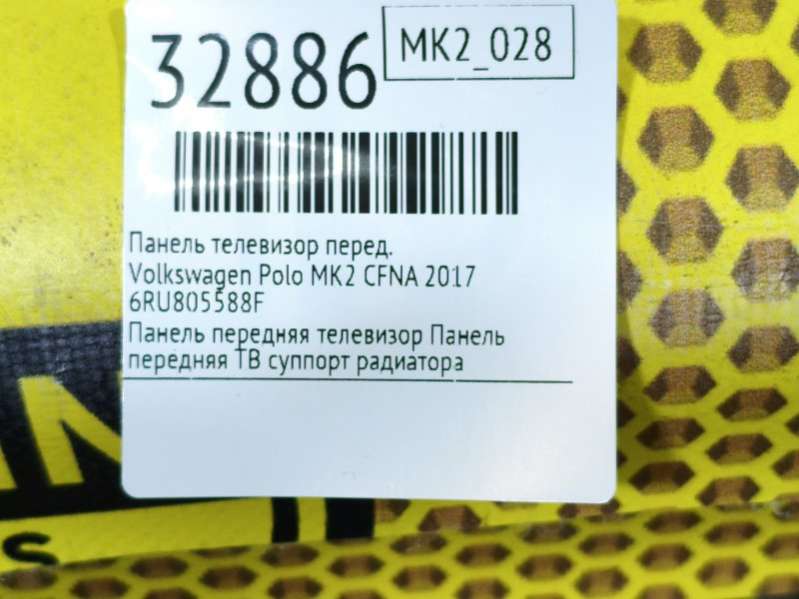 32886
MK2_028
Панель телевизор перед.
Volkswagen Polo MK2 CFNA 2017
6RU805588F
Панель передняя телевизор Панель
передняя ТВ суппорт радиатора